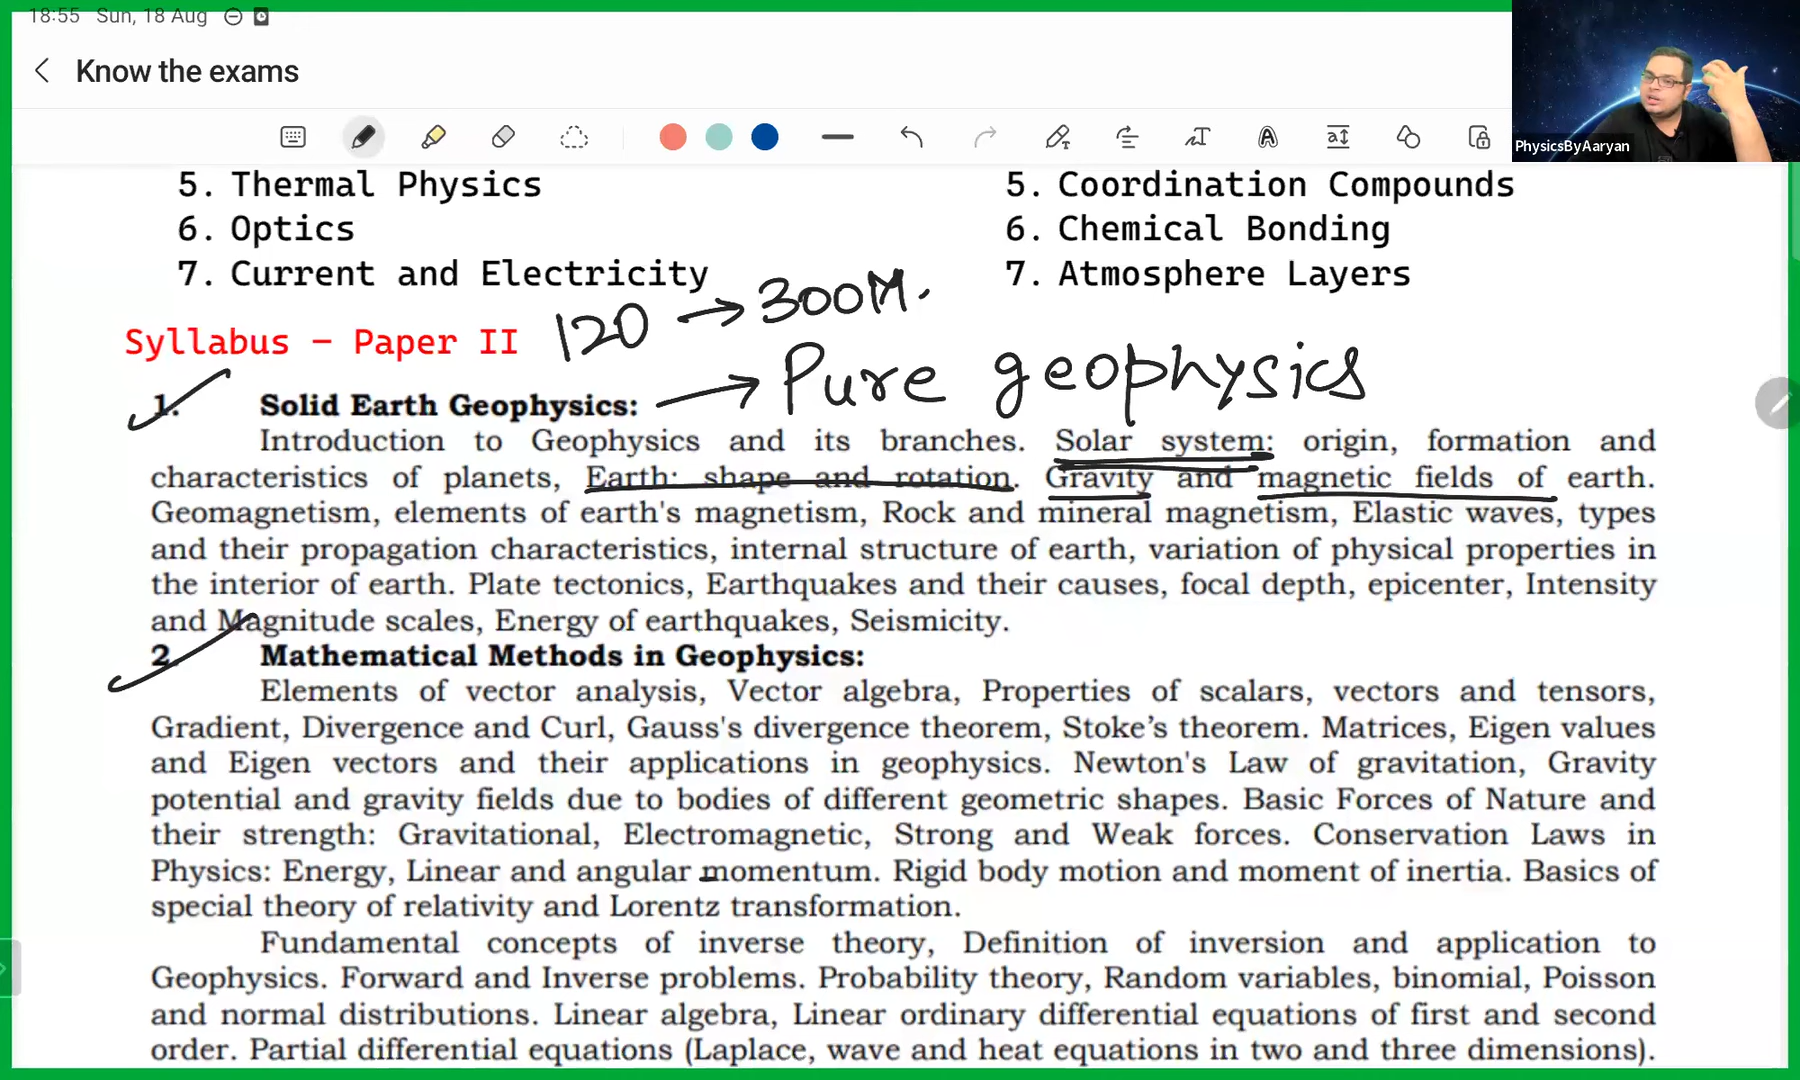 18:55 Sun, 18 Aug
Know the exams
PhysicsByAaryan
5. Thermal Physics
6. Optics
7. Current and Electricity
5. Coordination Compounds
6. Chemical Bonding
7. Atmosphere Layers
120 → 300M.
Syllabus – Paper II
→ Pure geophysics
1. Solid Earth Geophysics:
Introduction to Geophysics and its branches. Solar system: origin, formation and
characteristics of planets, Earth: shape and rotation. Gravity and magnetic fields of earth.
Geomagnetism, elements of earth's magnetism, Rock and mineral magnetism, Elastic waves, types
and their propagation characteristics, internal structure of earth, variation of physical properties in
the interior of earth. Plate tectonics, Earthquakes and their causes, focal depth, epicenter, Intensity
and Magnitude scales, Energy of earthquakes, Seismicity.
2. Mathematical Methods in Geophysics:
Elements of vector analysis, Vector algebra, Properties of scalars, vectors and tensors,
Gradient, Divergence and Curl, Gauss's divergence theorem, Stoke's theorem. Matrices, Eigen values
and Eigen vectors and their applications in geophysics. Newton's Law of gravitation, Gravity
potential and gravity fields due to bodies of different geometric shapes. Basic Forces of Nature and
their strength: Gravitational, Electromagnetic, Strong and Weak forces. Conservation Laws in
Physics: Energy, Linear and angular momentum. Rigid body motion and moment of inertia. Basics of
special theory of relativity and Lorentz transformation.
Fundamental concepts of inverse theory, Definition of inversion and application to
Geophysics. Forward and Inverse problems. Probability theory, Random variables, binomial, Poisson
and normal distributions. Linear algebra, Linear ordinary differential equations of first and second
order. Partial differential equations (Laplace, wave and heat equations in two and three dimensions).